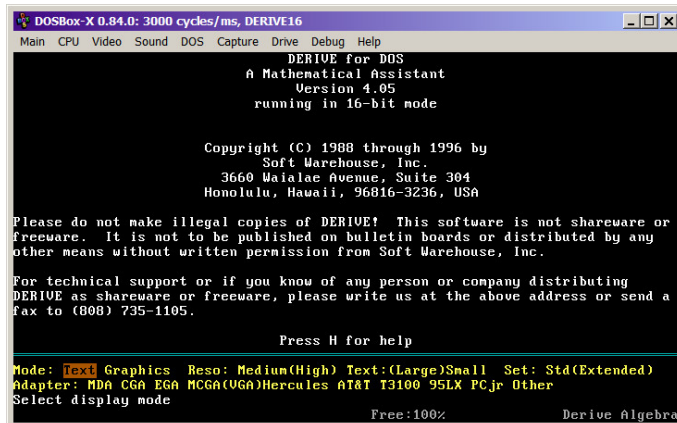 DOSBox-X 0.84.0: 3000 cycles/ms, DERIVE16
Main CPU Video Sound DOS Capture Drive Debug Help
DERIVE for DOS
A Mathematical Assistant
Version 4.05
running in 16-bit mode
Copyright (C) 1988 through 1996 by
Soft Warehouse, Inc.
3660 Waialae Avenue, Suite 304
Honolulu, Hawaii, 96816-3236, USA
Please do not make illegal copies of DERIVE! This software is not shareware or
freeware. It is not to be published on bulletin boards or distributed by any
other means without written permission from Soft Warehouse, Inc.
For technical support or if you know of any person or company distributing
DERIVE as shareware or freeware, please write us at the above address or send a
fax to (808) 735-1105.
Press H for help
Mode: Text Graphics Reso: Medium(High) Text:(Large)Small Set: Std(Extended)
Adapter: MDA CGA EGA MCGA(VGA)Hercules AT&T T3100 95LX PCjr Other
Select display mode
Free:100% Derive Algebra